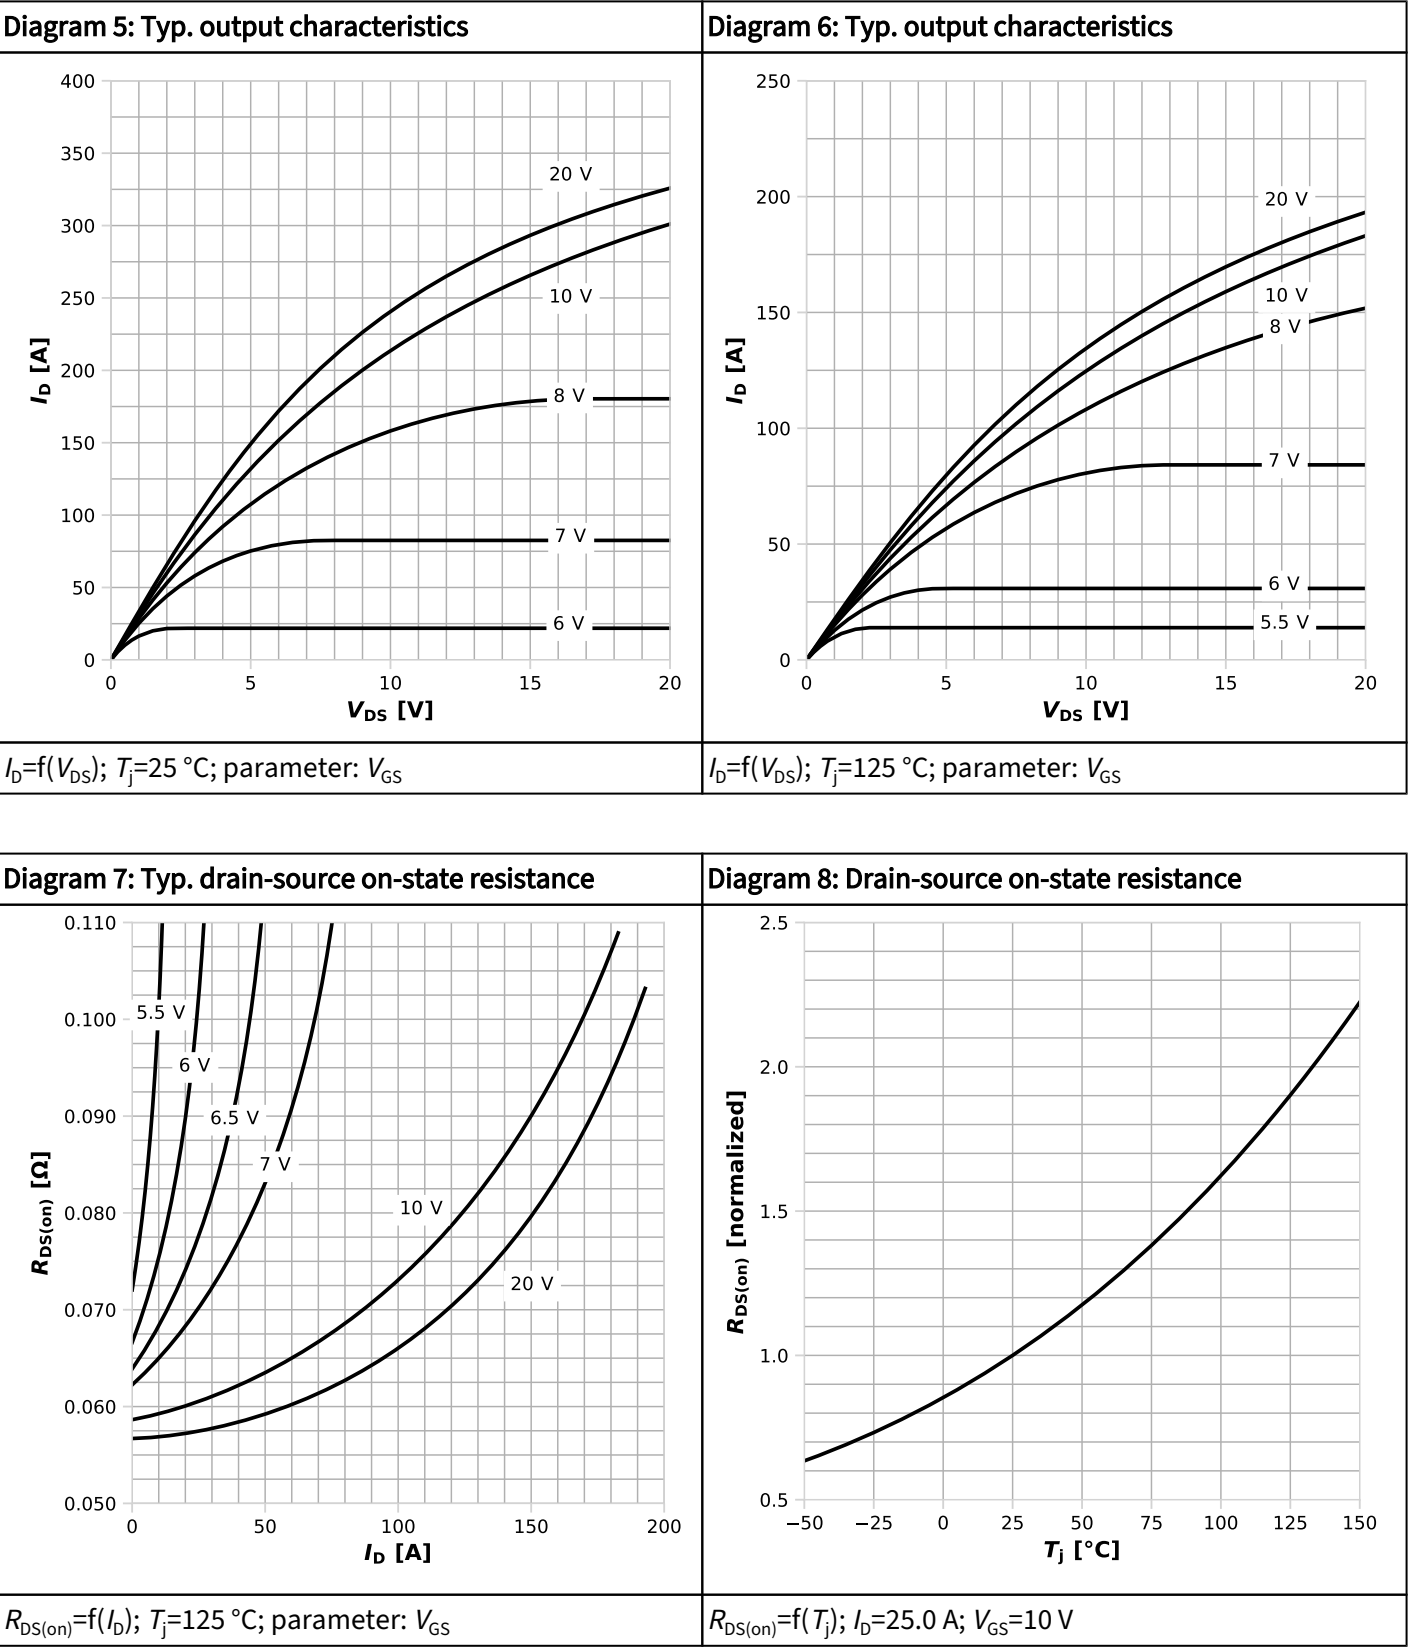 Diagram 5: Typ. output characteristics
400
350
300
250
200
150
100
50
0
0 5 10 15 20
20 V
10 V
8 V
7 V
6 V
I_D [A]
V_DS [V]
I_D=f(V_DS); T_j=25 °C; parameter: V_GS
Diagram 6: Typ. output characteristics
250
200
150
100
50
0
0 5 10 15 20
20 V
10 V
8 V
7 V
6 V
5.5 V
I_D [A]
V_DS [V]
I_D=f(V_DS); T_j=125 °C; parameter: V_GS
Diagram 7: Typ. drain-source on-state resistance
0.110
0.100
0.090
0.080
0.070
0.060
0.050
0 50 100 150 200
5.5 V
6 V
6.5 V
7 V
10 V
20 V
R_DS(on) [Ω]
I_D [A]
R_DS(on)=f(I_D); T_j=125 °C; parameter: V_GS
Diagram 8: Drain-source on-state resistance
2.5
2.0
1.5
1.0
0.5
−50 −25 0 25 50 75 100 125 150
R_DS(on) [normalized]
T_j [°C]
R_DS(on)=f(T_j); I_D=25.0 A; V_GS=10 V